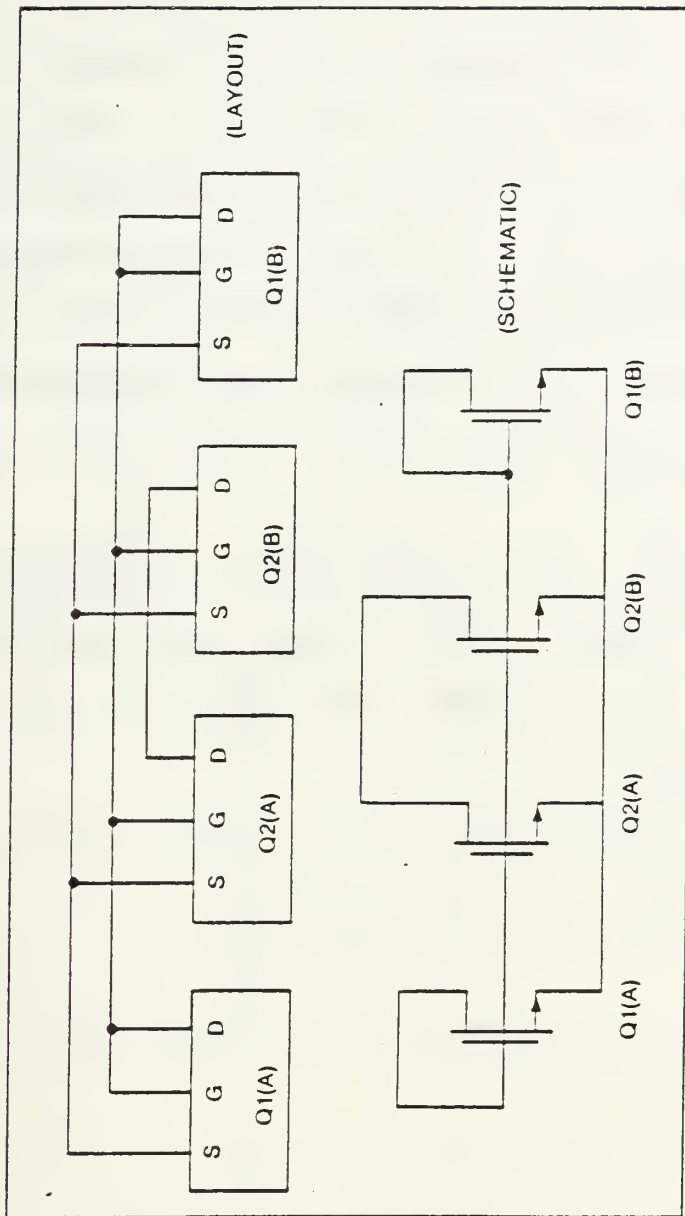 (LAYOUT)
S G D S G D S G D S G D
Q1(A) Q2(A) Q2(B) Q1(B)
(SCHEMATIC)
Q1(A) Q2(A) Q2(B) Q1(B)